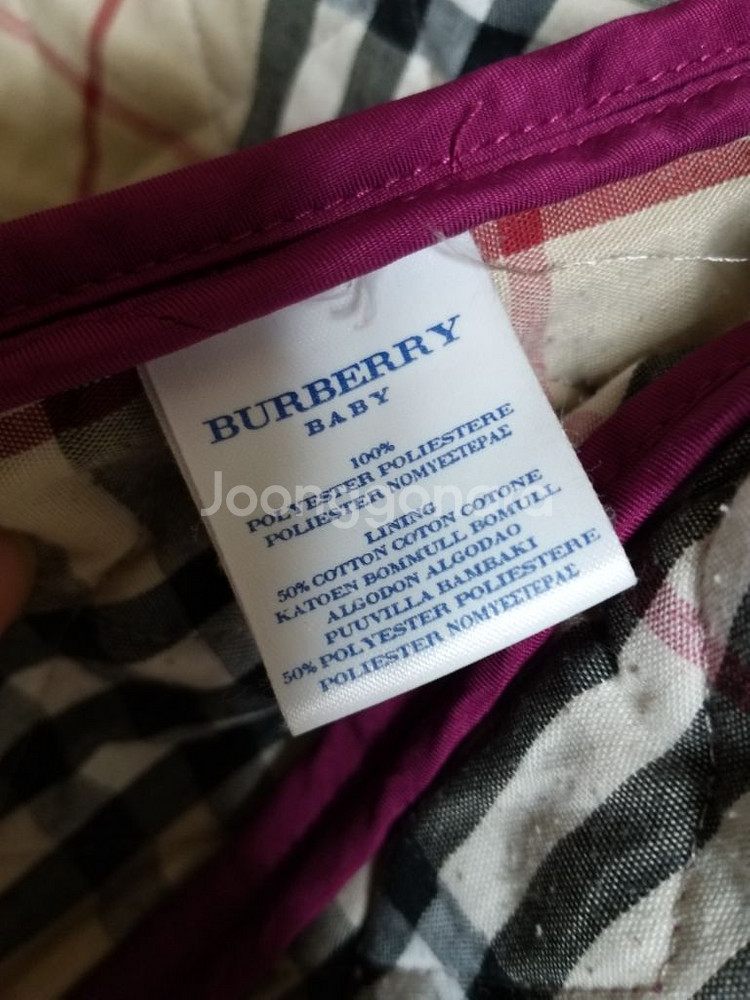 BURBERRY
BABY
100%
POLYESTER POLIESTERE
POLIESTER ΝΟΜΥΕΣΤΕΡΑΣ
LINING
50% COTTON COTON COTONE
KATOEN BOMMULL BOMULL
ALGODON ALGODAO
PUUVILLA BAMBAKI
50% POLYESTER POLIESTERE
POLIESTER ΝΟΜΥΕΣΤΕΡΑΣ
Joonggonara